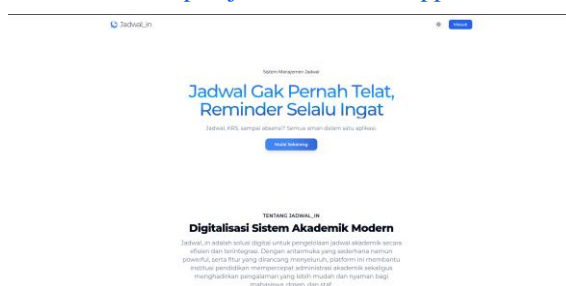 Jadwal_in
Masuk
Sistem Manajemen Jadwal
Jadwal Gak Pernah Telat,
Reminder Selalu Ingat
Jadwal, KRS, sampai absensi? Semua aman dalam satu aplikasi.
Mulai Sekarang
TENTANG JADWAL_IN
Digitalisasi Sistem Akademik Modern
Jadwal_in adalah solusi digital untuk pengelolaan jadwal akademik secara
efisien dan terintegrasi. Dengan antarmuka yang sederhana namun
powerful, serta fitur yang dirancang menyeluruh, platform ini membantu
institusi pendidikan mempercepat administrasi akademik sekaligus
menghadirkan pengalaman yang lebih mudah dan nyaman bagi
mahasiswa, dosen, dan staf.